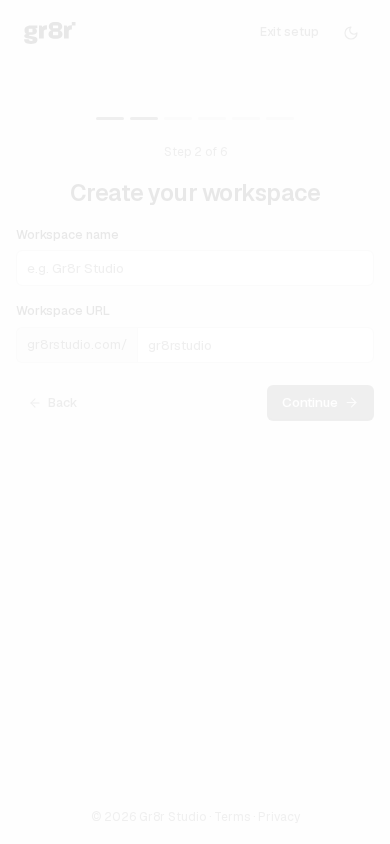 gr8r
Exit setup
Step 2 of 6
Create your workspace
Workspace name
e.g. Gr8r Studio
Workspace URL
gr8rstudio.com/ gr8rstudio
Back
Continue
© 2026 Gr8r Studio · Terms · Privacy